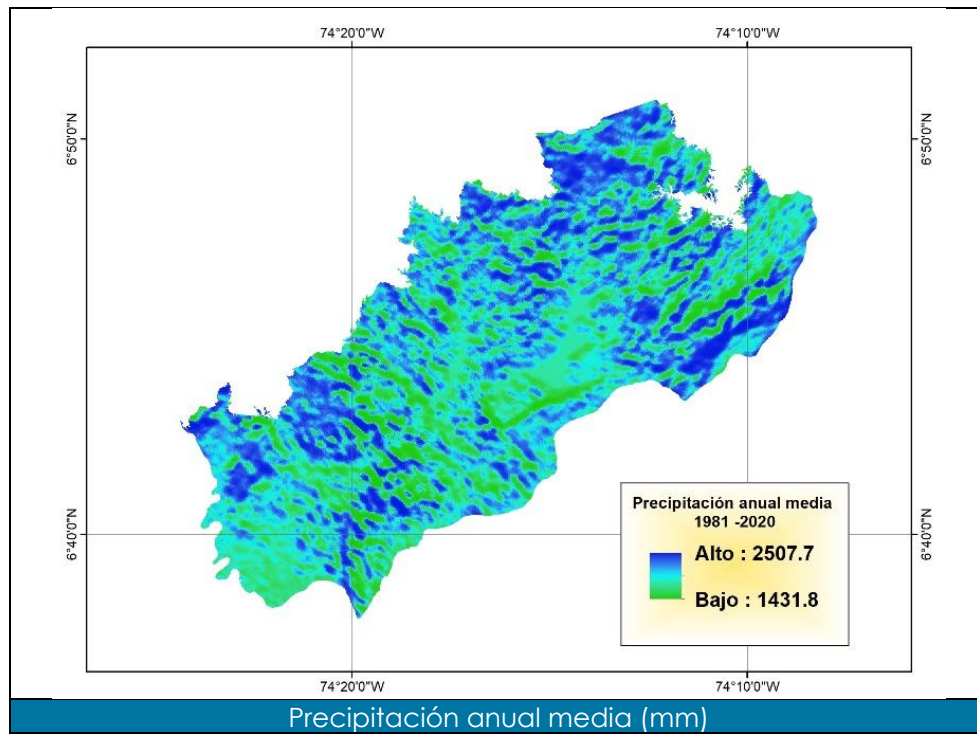 74°20'0"W 74°10'0"W
6°50'0"N 6°50'0"N
Precipitación anual media
1981 -2020
Alto : 2507.7
Bajo : 1431.8
6°40'0"N 6°40'0"N
74°20'0"W 74°10'0"W
Precipitación anual media (mm)